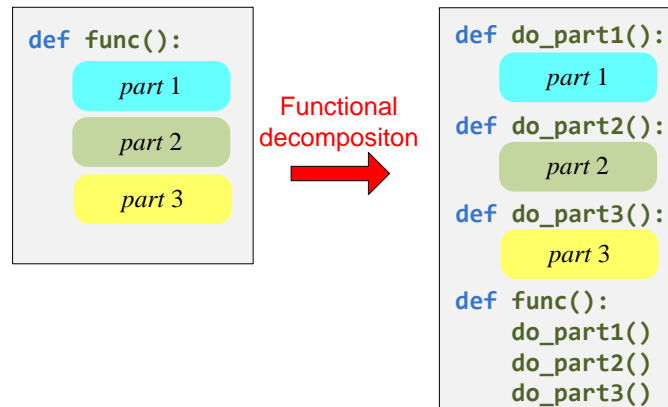 def func():
part 1
part 2
part 3
Functional
decompositon
def do_part1():
part 1
def do_part2():
part 2
def do_part3():
part 3
def func():
do_part1()
do_part2()
do_part3()